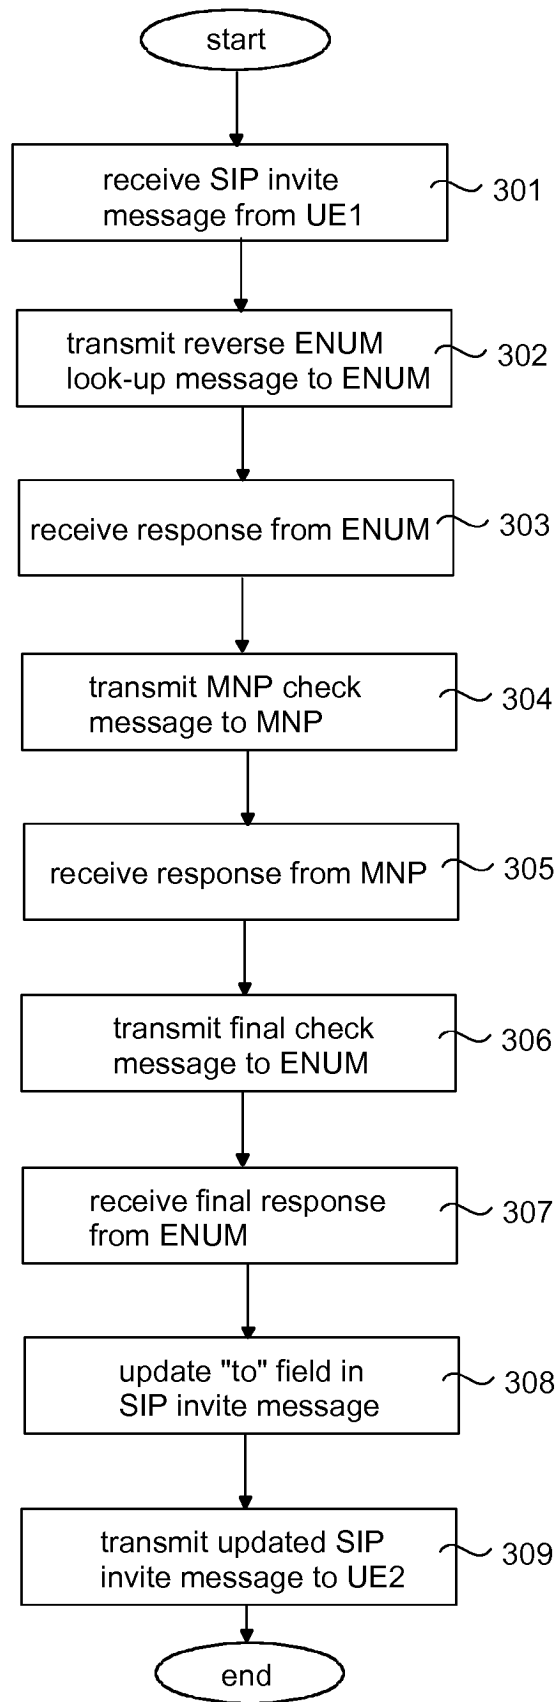 start
receive SIP invite
message from UE1
301
transmit reverse ENUM
look-up message to ENUM
302
receive response from ENUM
303
transmit MNP check
message to MNP
304
receive response from MNP
305
transmit final check
message to ENUM
306
receive final response
from ENUM
307
update "to" field in
SIP invite message
308
transmit updated SIP
invite message to UE2
309
end